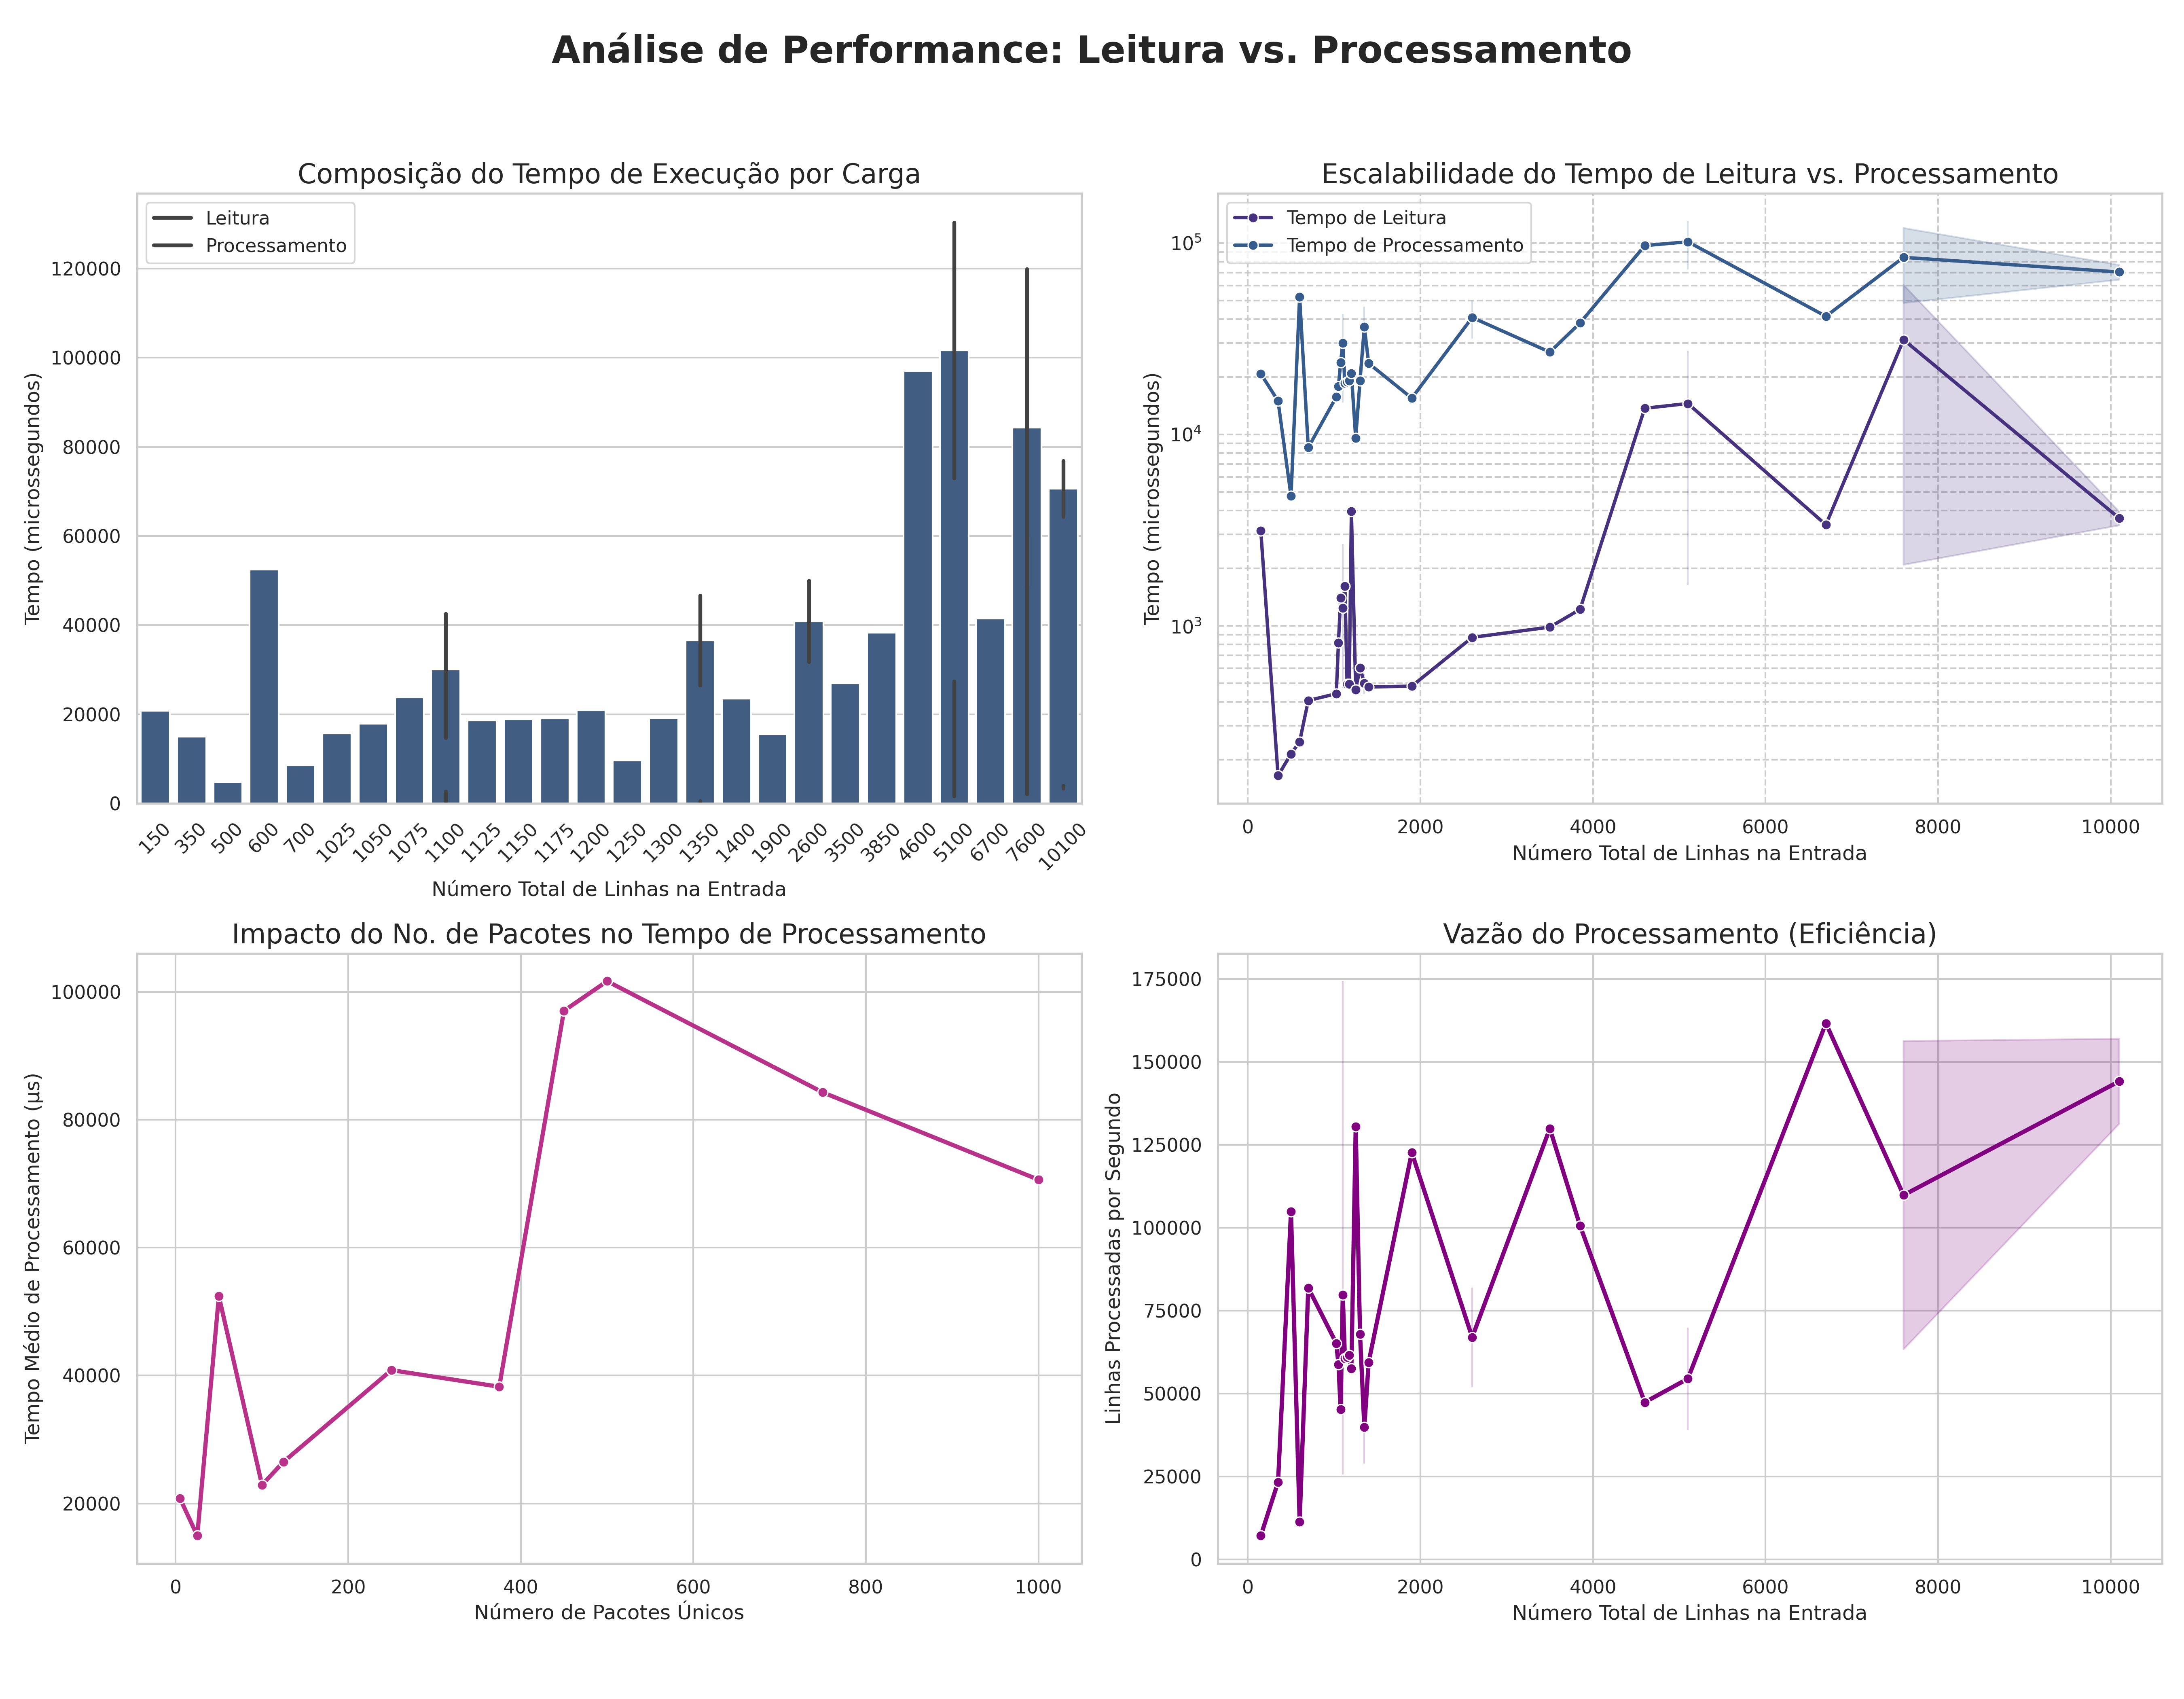 Análise de Performance: Leitura vs. Processamento
Composição do Tempo de Execução por Carga
Leitura
Processamento
Tempo (microssegundos)
120000
100000
80000
60000
40000
20000
0
150 350 500 600 700 1025 1050 1075 1100 1125 1150 1175 1200 1250 1300 1350 1400 1900 2600 3500 3850 4600 5100 6700 7600 10100
Número Total de Linhas na Entrada
Escalabilidade do Tempo de Leitura vs. Processamento
Tempo de Leitura
Tempo de Processamento
Tempo (microssegundos)
10⁵
10⁴
10³
0 2000 4000 6000 8000 10000
Número Total de Linhas na Entrada
Impacto do No. de Pacotes no Tempo de Processamento
Tempo Médio de Processamento (µs)
100000
80000
60000
40000
20000
0 200 400 600 800 1000
Número de Pacotes Únicos
Vazão do Processamento (Eficiência)
Linhas Processadas por Segundo
175000
150000
125000
100000
75000
50000
25000
0
0 2000 4000 6000 8000 10000
Número Total de Linhas na Entrada